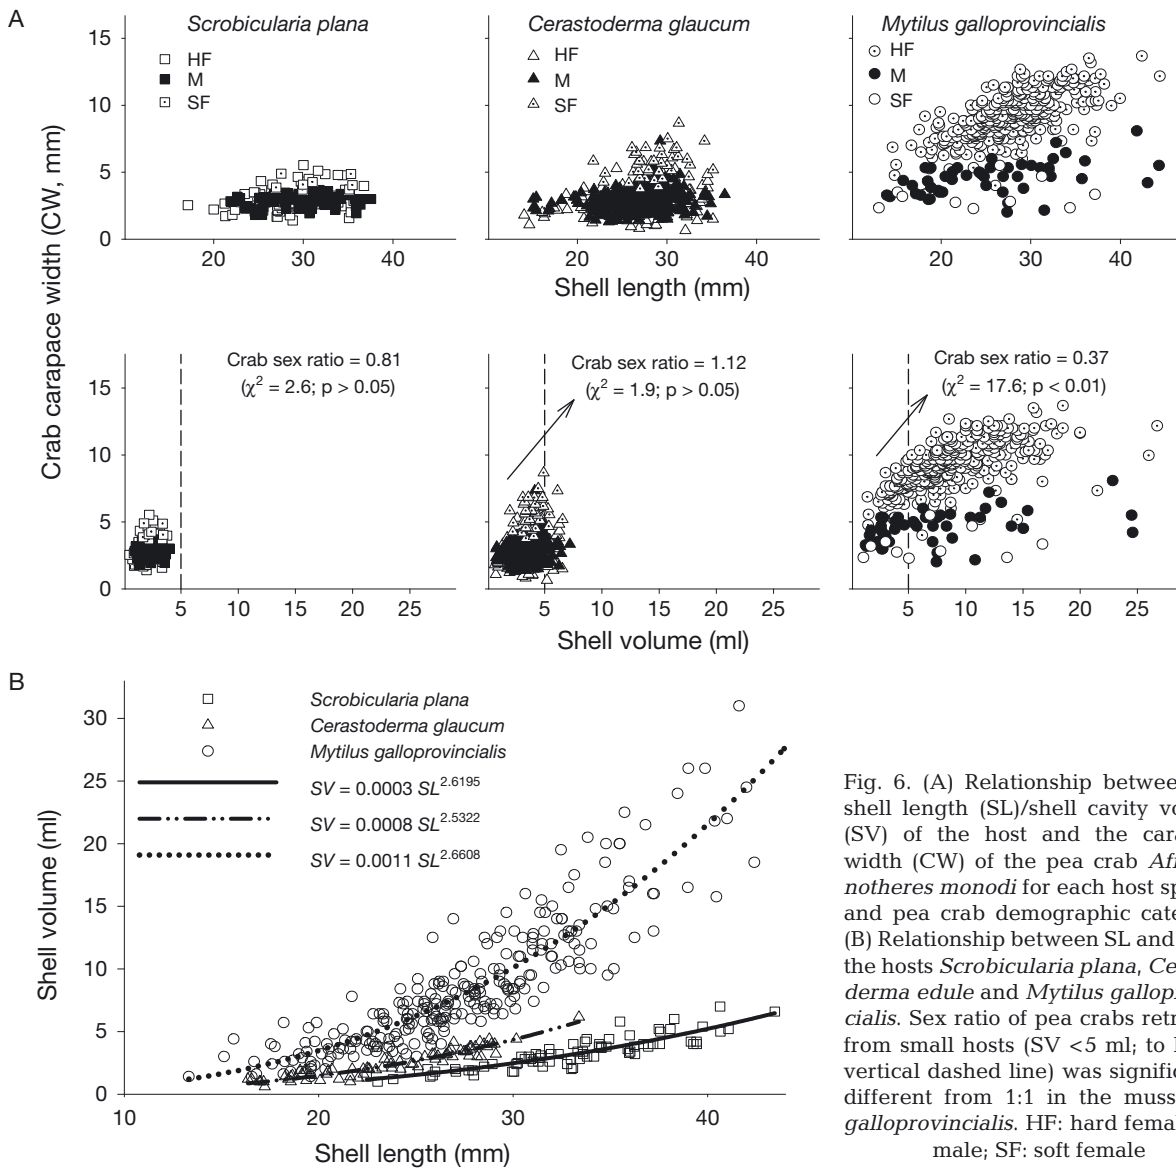 A
Scrobicularia plana
Cerastoderma glaucum
Mytilus galloprovincialis
HF
M
SF
HF
M
SF
HF
M
SF
15
10
5
0
20 30 40
20 30 40
20 30 40
Shell length (mm)
Crab carapace width (CW, mm)
Crab sex ratio = 0.81
(χ² = 2.6; p > 0.05)
Crab sex ratio = 1.12
(χ² = 1.9; p > 0.05)
Crab sex ratio = 0.37
(χ² = 17.6; p < 0.01)
15
10
5
0
5 10 15 20 25
5 10 15 20 25
5 10 15 20 25
Shell volume (ml)
B
Scrobicularia plana
Cerastoderma glaucum
Mytilus galloprovincialis
SV = 0.0003 SL^2.6195
SV = 0.0008 SL^2.5322
SV = 0.0011 SL^2.6608
30
25
20
15
10
5
0
10 20 30 40
Shell volume (ml)
Shell length (mm)
Fig. 6. (A) Relationship between
shell length (SL)/shell cavity vo
(SV) of the host and the cara
width (CW) of the pea crab Af
notheres monodi for each host sp
and pea crab demographic cate
(B) Relationship between SL and
the hosts Scrobicularia plana, Ce
derma edule and Mytilus gallop
cialis. Sex ratio of pea crabs retr
from small hosts (SV <5 ml; to l
vertical dashed line) was signific
different from 1:1 in the muss
galloprovincialis. HF: hard femal
male; SF: soft female